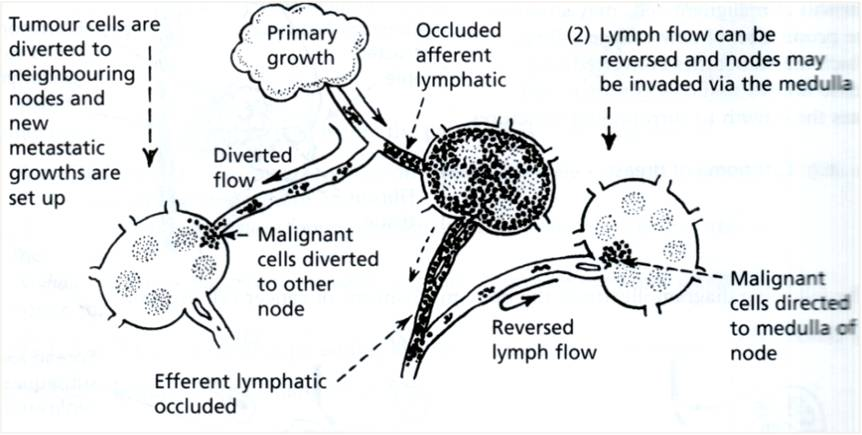 Tumour cells are
diverted to
neighbouring
nodes and
new
metastatic
growths are
set up
Primary
growth
Occluded
afferent
lymphatic
(2) Lymph flow can be
reversed and nodes may
be invaded via the medulla
Diverted
flow
Malignant
cells diverted
to other
node
Malignant
cells directed
to medulla of
node
Reversed
lymph flow
Efferent lymphatic
occluded